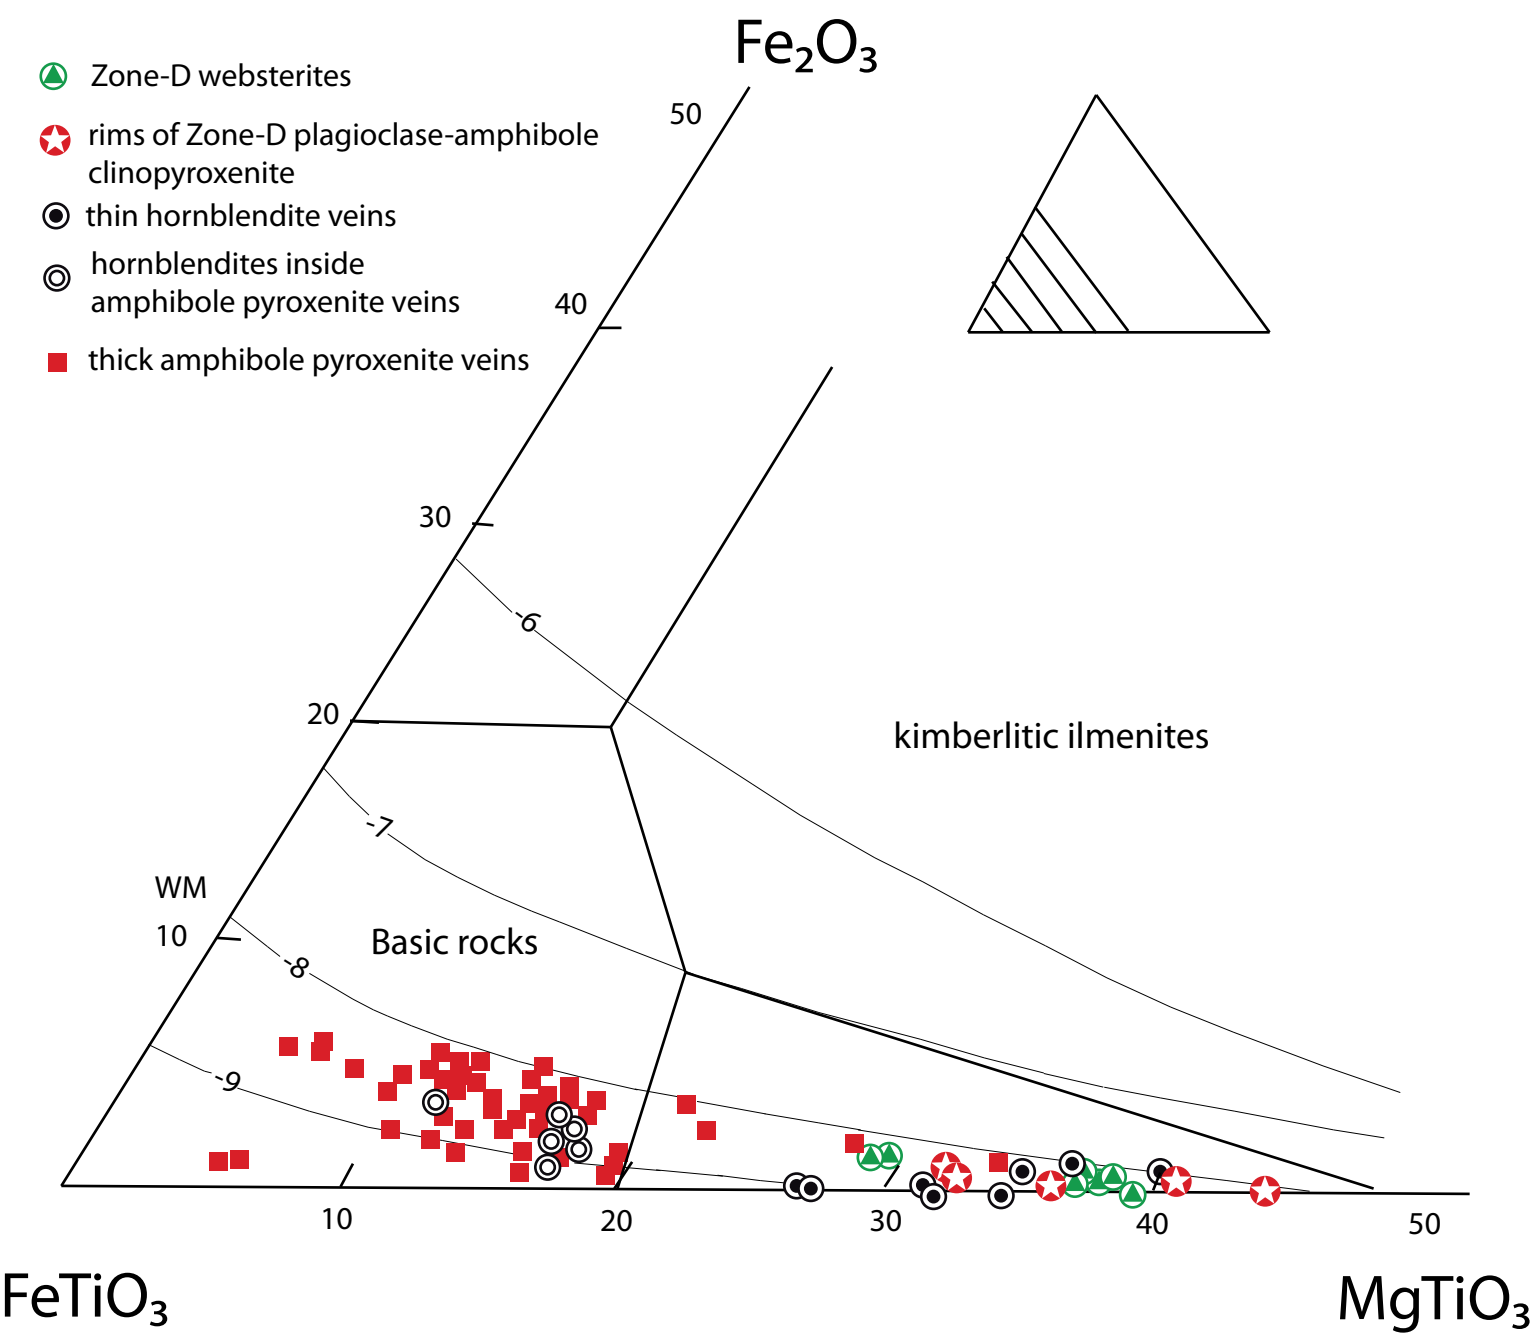 Fe₂O₃
Zone-D websterites
rims of Zone-D plagioclase-amphibole
clinopyroxenite
thin hornblendite veins
hornblendites inside
amphibole pyroxenite veins
thick amphibole pyroxenite veins
50
40
30
-6
20
kimberlitic ilmenites
-7
WM
10
Basic rocks
-8
-9
10
20
30
40
50
FeTiO₃
MgTiO₃